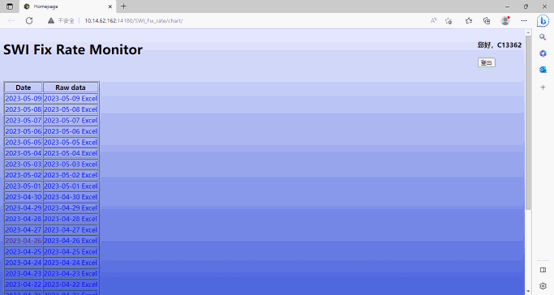 Homepage
不安全
10.14.62.162:14188/SWI_fix_rate/chart/
SWI Fix Rate Monitor
您好, C13362
登出
Date Raw data
2023-05-09 2023-05-09 Excel
2023-05-08 2023-05-08 Excel
2023-05-07 2023-05-07 Excel
2023-05-06 2023-05-06 Excel
2023-05-05 2023-05-05 Excel
2023-05-04 2023-05-04 Excel
2023-05-03 2023-05-03 Excel
2023-05-02 2023-05-02 Excel
2023-05-01 2023-05-01 Excel
2023-04-30 2023-04-30 Excel
2023-04-29 2023-04-29 Excel
2023-04-28 2023-04-28 Excel
2023-04-27 2023-04-27 Excel
2023-04-26 2023-04-26 Excel
2023-04-25 2023-04-25 Excel
2023-04-24 2023-04-24 Excel
2023-04-23 2023-04-23 Excel
2023-04-22 2023-04-22 Excel